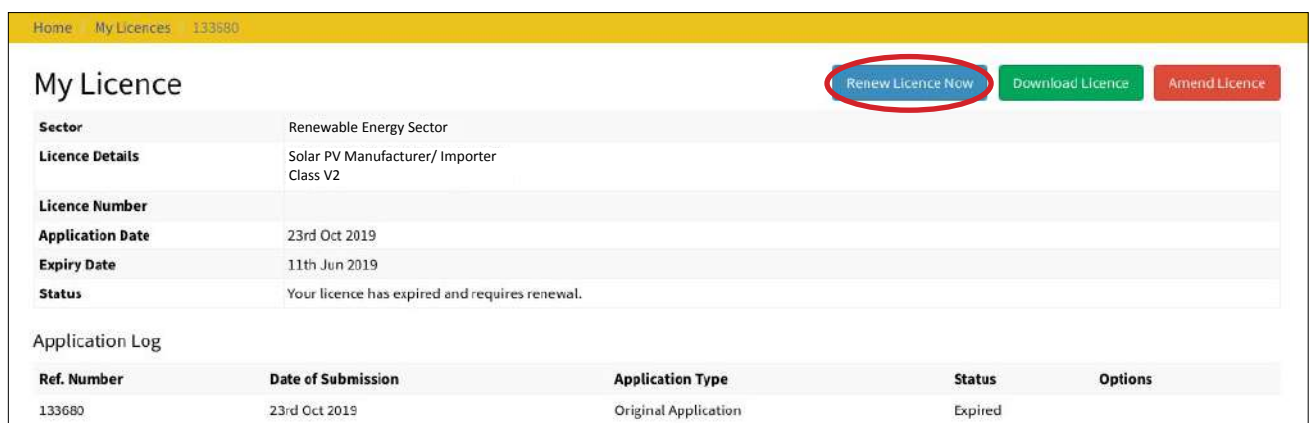 Home / My Licences / 133680
My Licence
Renew Licence Now Download Licence Amend Licence
Sector Renewable Energy Sector
Licence Details Solar PV Manufacturer/ Importer
Class V2
Licence Number
Application Date 23rd Oct 2019
Expiry Date 11th Jun 2019
Status Your licence has expired and requires renewal.
Application Log
Ref. Number Date of Submission Application Type Status Options
133680 23rd Oct 2019 Original Application Expired